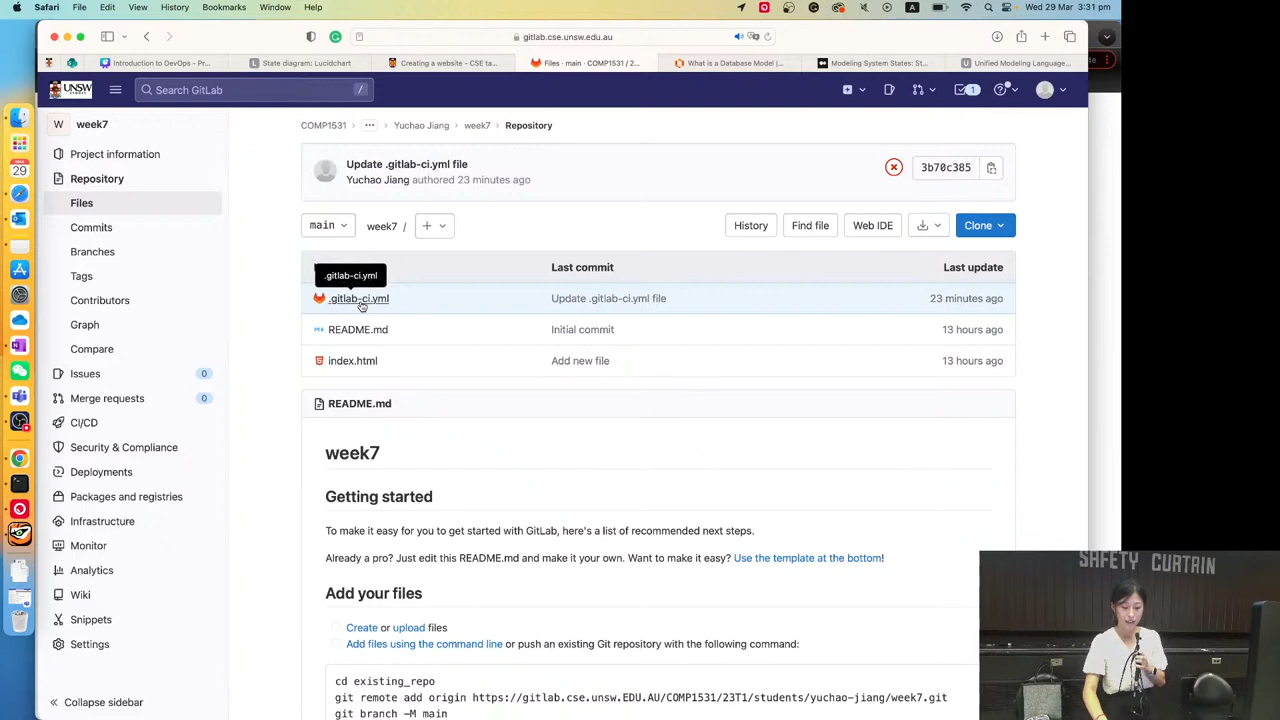 Safari File Edit View History Bookmarks Window Help
A Wed 29 Mar 3:31 pm
gitlab.cse.unsw.edu.au
Introduction to DevOps - Pr...
State diagram: Lucidchart
Creating a website - CSE ta...
Files · main · COMP1531 / 2...
What is a Database Model |...
Modeling System States: St...
Unified Modeling Language...
UNSW
Search GitLab
/
1
W week7
COMP1531 Yuchao Jiang week7 Repository
Project information
Repository
Files
Commits
Branches
Tags
Contributors
Graph
Compare
Issues 0
Merge requests 0
CI/CD
Security & Compliance
Deployments
Packages and registries
Infrastructure
Monitor
Analytics
Wiki
Snippets
Settings
Collapse sidebar
Update .gitlab-ci.yml file
Yuchao Jiang authored 23 minutes ago
3b70c385
main
week7 /
History
Find file
Web IDE
Clone
Last commit
Last update
.gitlab-ci.yml
.gitlab-ci.yml Update .gitlab-ci.yml file 23 minutes ago
README.md Initial commit 13 hours ago
index.html Add new file 13 hours ago
README.md
week7
Getting started
To make it easy for you to get started with GitLab, here's a list of recommended next steps.
Already a pro? Just edit this README.md and make it your own. Want to make it easy? Use the template at the bottom!
Add your files
Create or upload files
Add files using the command line or push an existing Git repository with the following command:
cd existing_repo
git remote add origin https://gitlab.cse.unsw.EDU.AU/COMP1531/23T1/students/yuchao-jiang/week7.git
git branch -M main
SAFETY CURTAIN